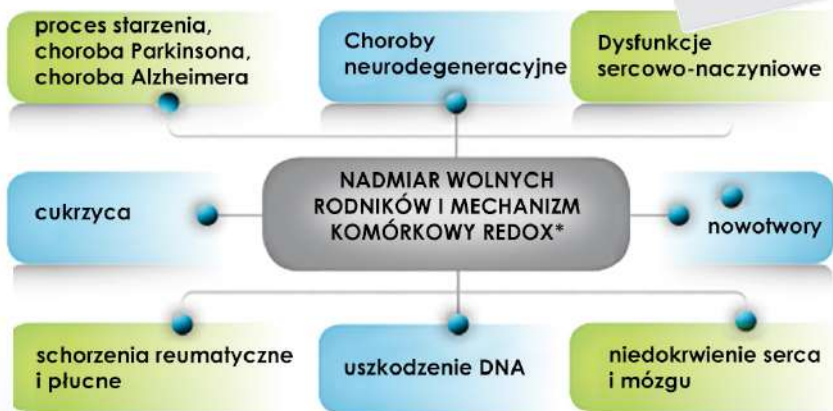 proces starzenia,
choroba Parkinsona,
choroba Alzheimera
Choroby
neurodegeneracyjne
Dysfunkcje
sercowo-naczyniowe
cukrzyca
NADMIAR WOLNYCH
RODNIKÓW I MECHANIZM
KOMÓRKOWY REDOX*
nowotwory
schorzenia reumatyczne
i płucne
uszkodzenie DNA
niedokrwienie serca
i mózgu